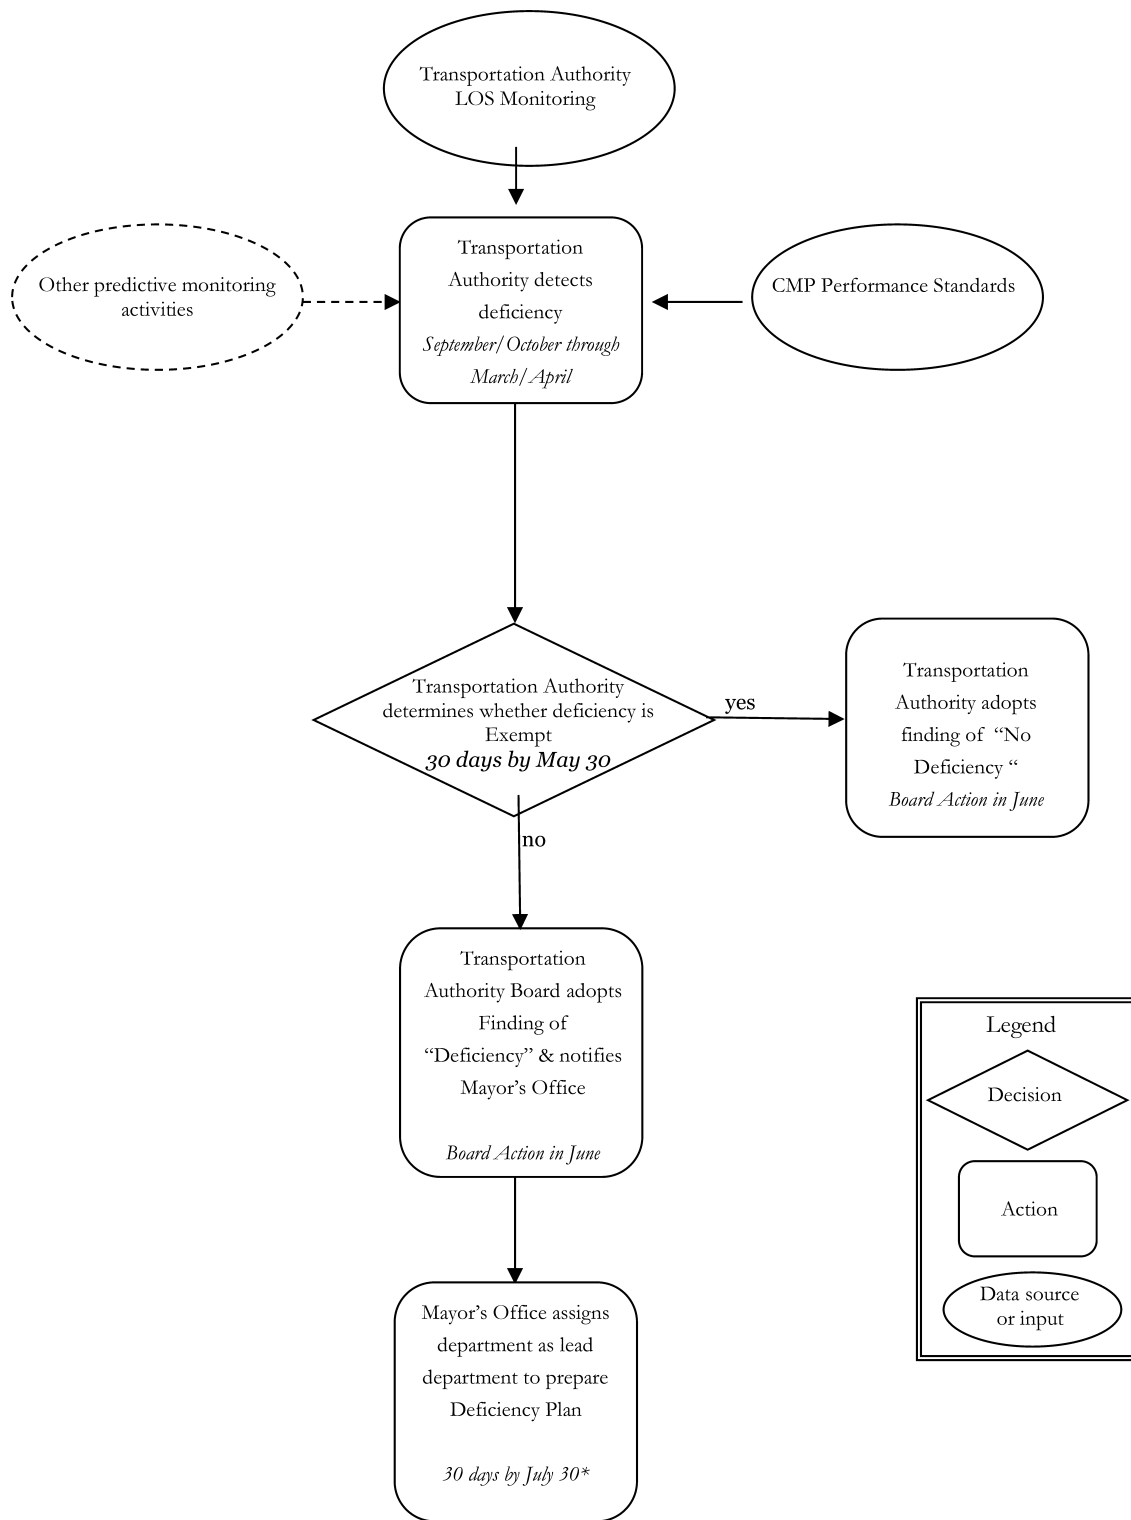 Transportation Authority
LOS Monitoring
Other predictive monitoring
activities
Transportation
Authority detects
deficiency
September/October through
March/April
CMP Performance Standards
Transportation Authority
determines whether deficiency is
Exempt
30 days by May 30
yes
Transportation
Authority adopts
finding of “No
Deficiency “
Board Action in June
no
Transportation
Authority Board adopts
Finding of
“Deficiency” & notifies
Mayor’s Office
Board Action in June
Legend
Decision
Action
Data source
or input
Mayor’s Office assigns
department as lead
department to prepare
Deficiency Plan
30 days by July 30*